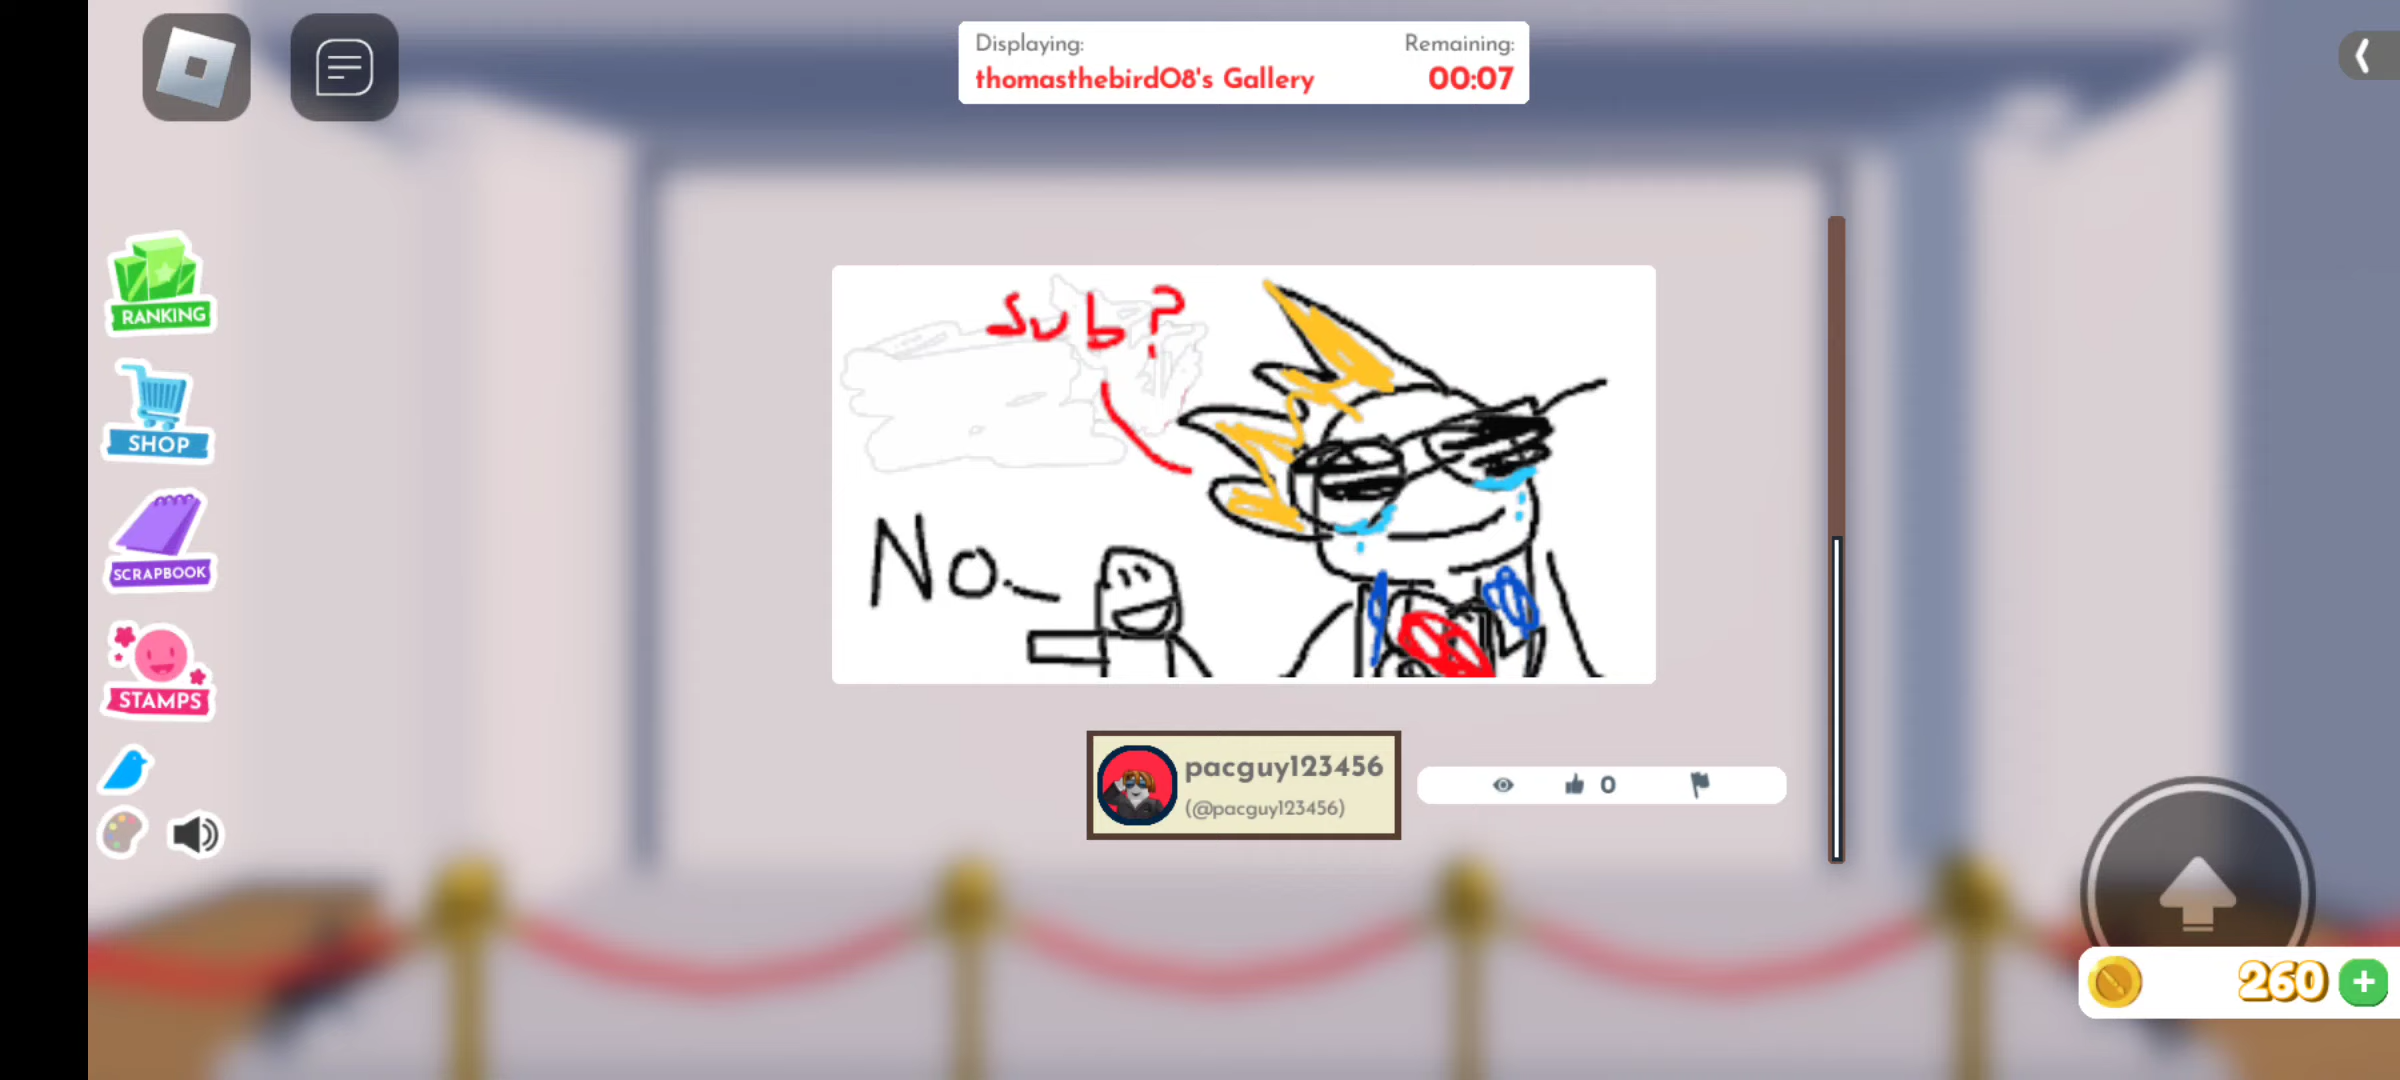 Displaying:
Remaining:
thomasthebird08's Gallery
00:07
RANKING
SHOP
SCRAPBOOK
STAMPS
Sub?
No.
pacguy123456
(@pacguy123456)
0
260